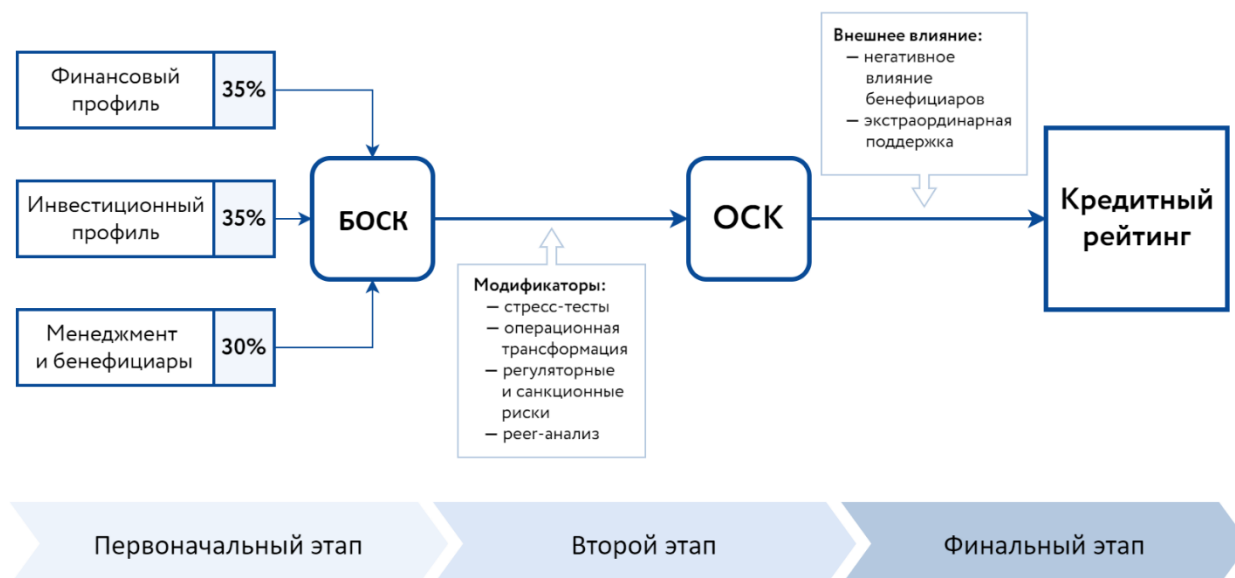 Финансовый
профиль
35%
Инвестиционный
профиль
35%
Менеджмент
и бенефициары
30%
БОСК
Модификаторы:
— стресс-тесты
— операционная
трансформация
— регуляторные
и санкционные
риски
— peer-анализ
ОСК
Внешнее влияние:
— негативное
влияние
бенефициаров
— экстраординарная
поддержка
Кредитный
рейтинг
Первоначальный этап
Второй этап
Финальный этап